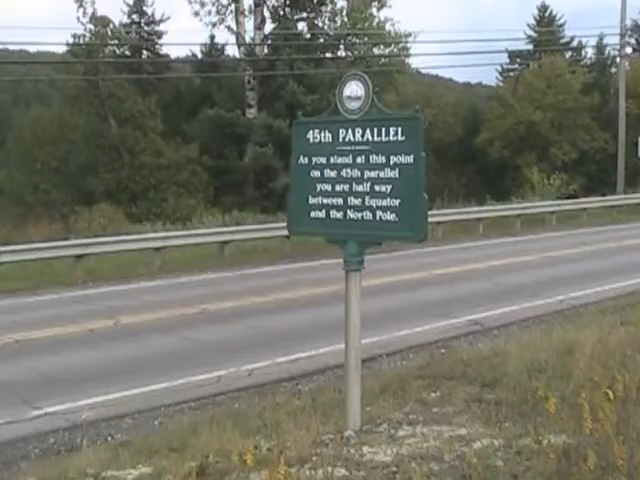 45th PARALLEL
As you stand at this point
on the 45th parallel
you are half way
between the Equator
and the North Pole.